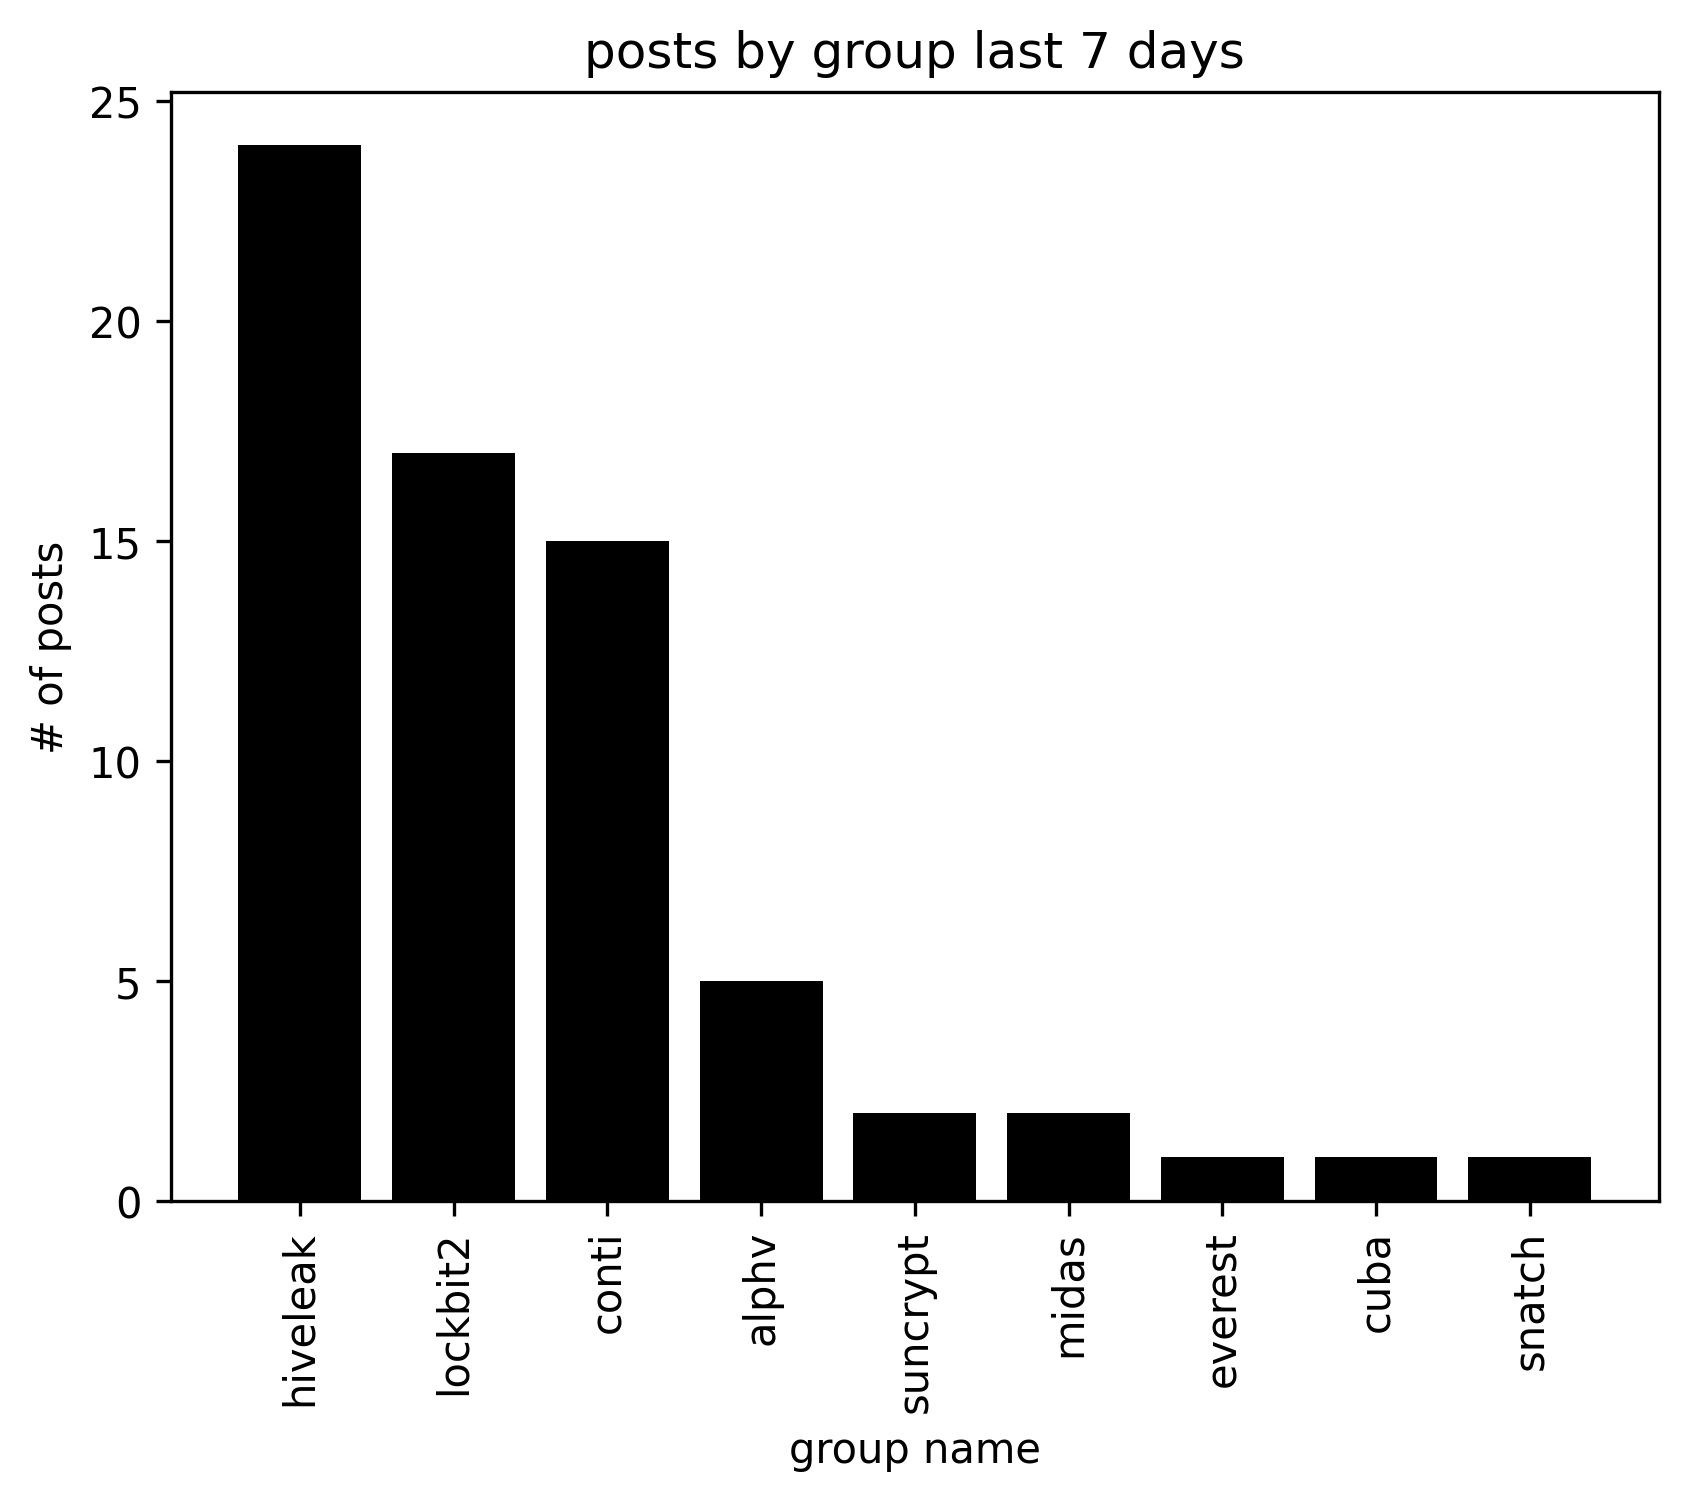 posts by group last 7 days
25
20
15
10
5
0
# of posts
hiveleak
lockbit2
conti
alphv
suncrypt
midas
everest
cuba
snatch
group name